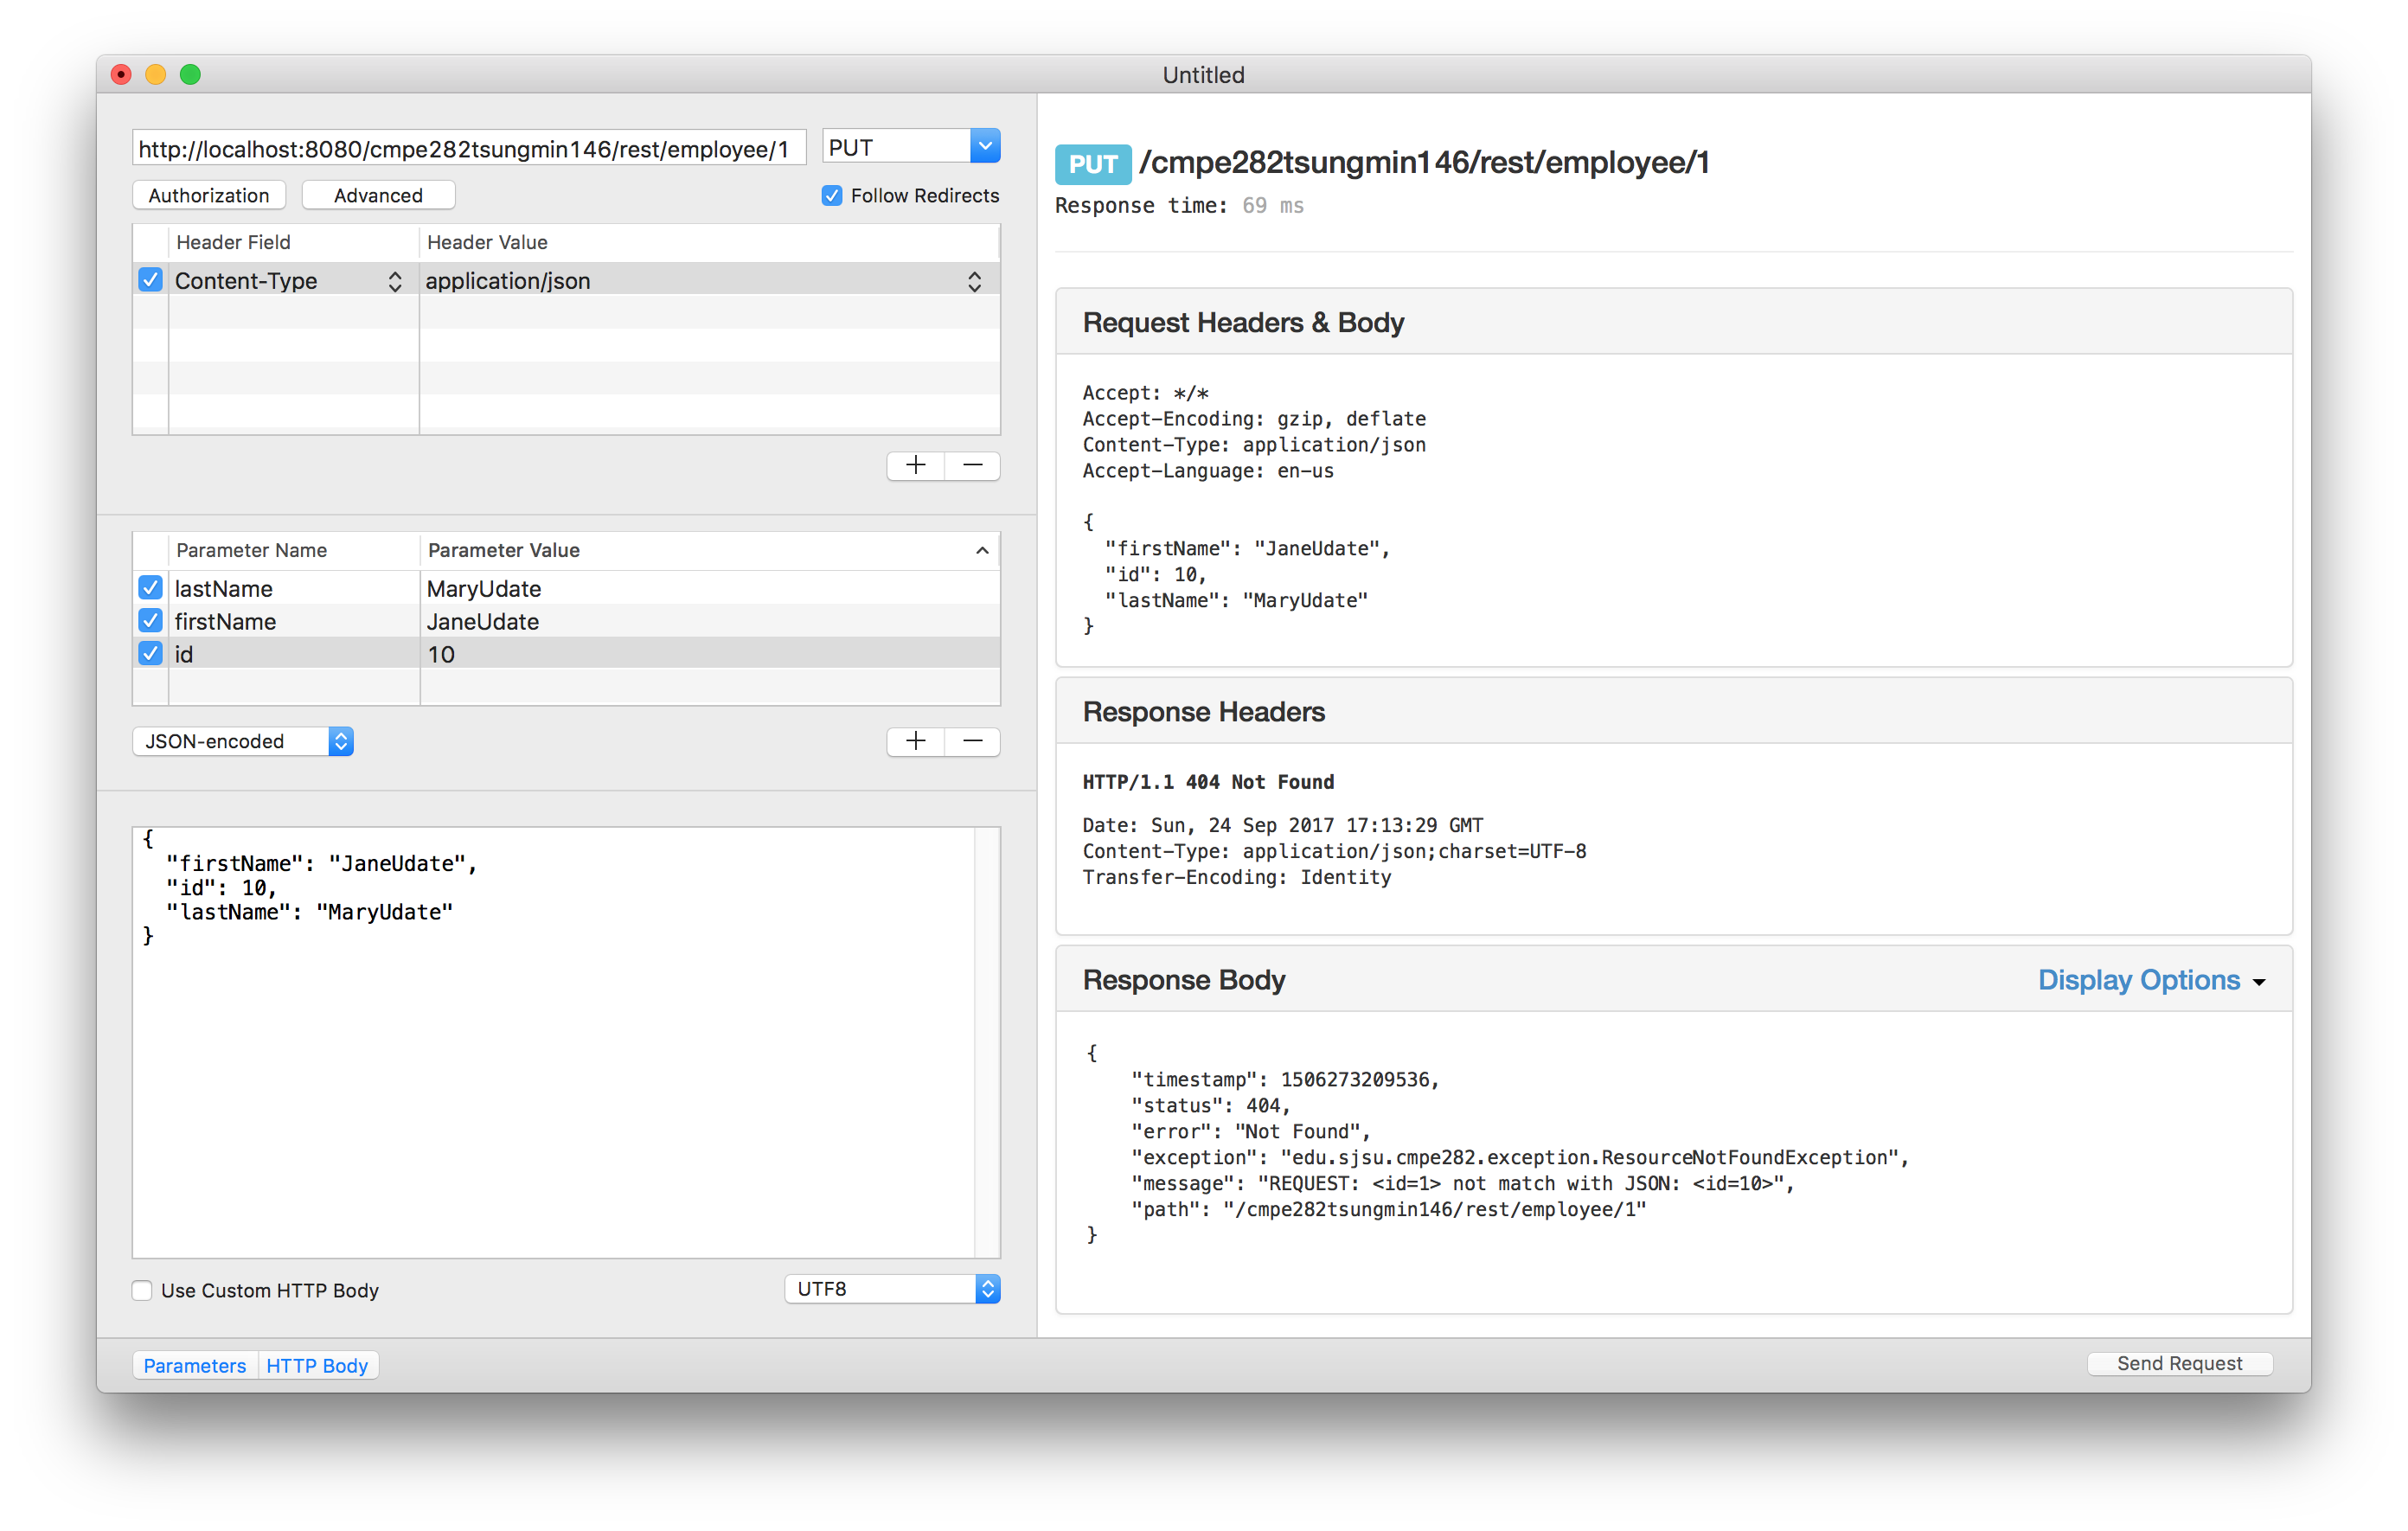 Untitled
http://localhost:8080/cmpe282tsungmin146/rest/employee/1
PUT
Authorization
Advanced
Follow Redirects
Header Field
Header Value
Content-Type
application/json
Parameter Name
Parameter Value
lastName
MaryUdate
firstName
JaneUdate
id
10
JSON-encoded
{
"firstName": "JaneUdate",
"id": 10,
"lastName": "MaryUdate"
}
Use Custom HTTP Body
UTF8
Parameters
HTTP Body
PUT /cmpe282tsungmin146/rest/employee/1
Response time: 69 ms
Request Headers & Body
Accept: */*
Accept-Encoding: gzip, deflate
Content-Type: application/json
Accept-Language: en-us
{
"firstName": "JaneUdate",
"id": 10,
"lastName": "MaryUdate"
}
Response Headers
HTTP/1.1 404 Not Found
Date: Sun, 24 Sep 2017 17:13:29 GMT
Content-Type: application/json;charset=UTF-8
Transfer-Encoding: Identity
Response Body
Display Options
{
"timestamp": 1506273209536,
"status": 404,
"error": "Not Found",
"exception": "edu.sjsu.cmpe282.exception.ResourceNotFoundException",
"message": "REQUEST: <id=1> not match with JSON: <id=10>",
"path": "/cmpe282tsungmin146/rest/employee/1"
}
Send Request